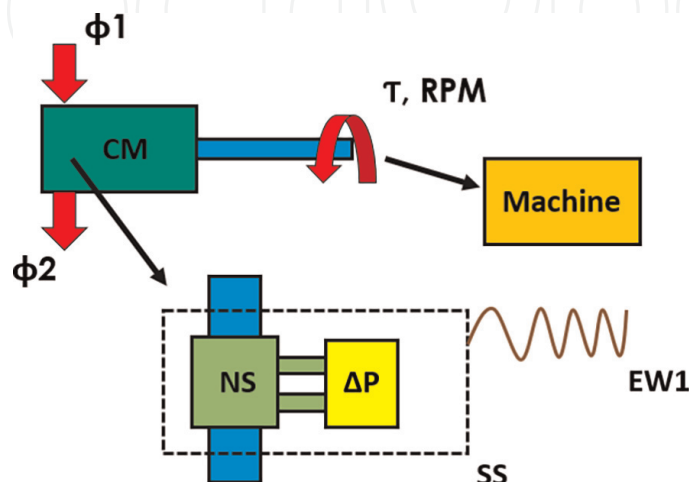 ϕ1
τ, RPM
CM
Machine
ϕ2
NS
ΔP
EW1
SS